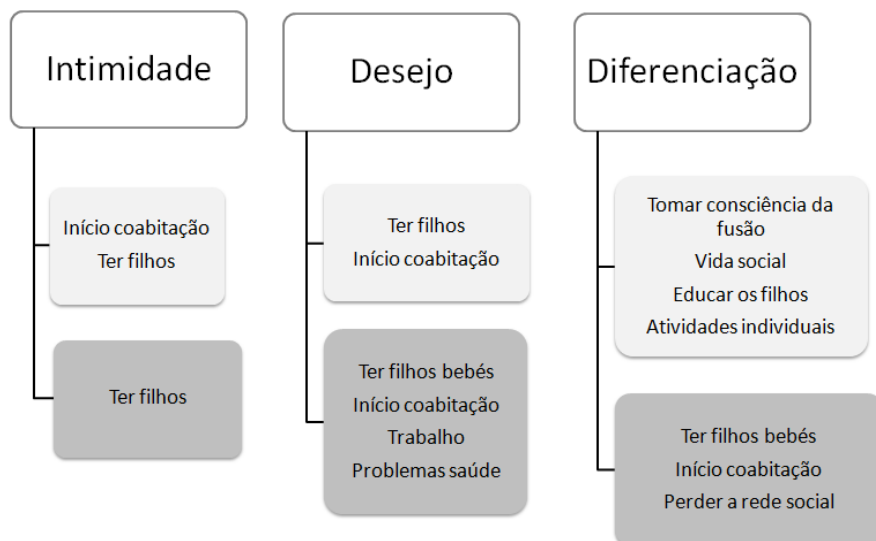 Intimidade
Início coabitação
Ter filhos
Ter filhos
Desejo
Ter filhos
Início coabitação
Ter filhos bebés
Início coabitação
Trabalho
Problemas saúde
Diferenciação
Tomar consciência da
fusão
Vida social
Educar os filhos
Atividades individuais
Ter filhos bebés
Início coabitação
Perder a rede social